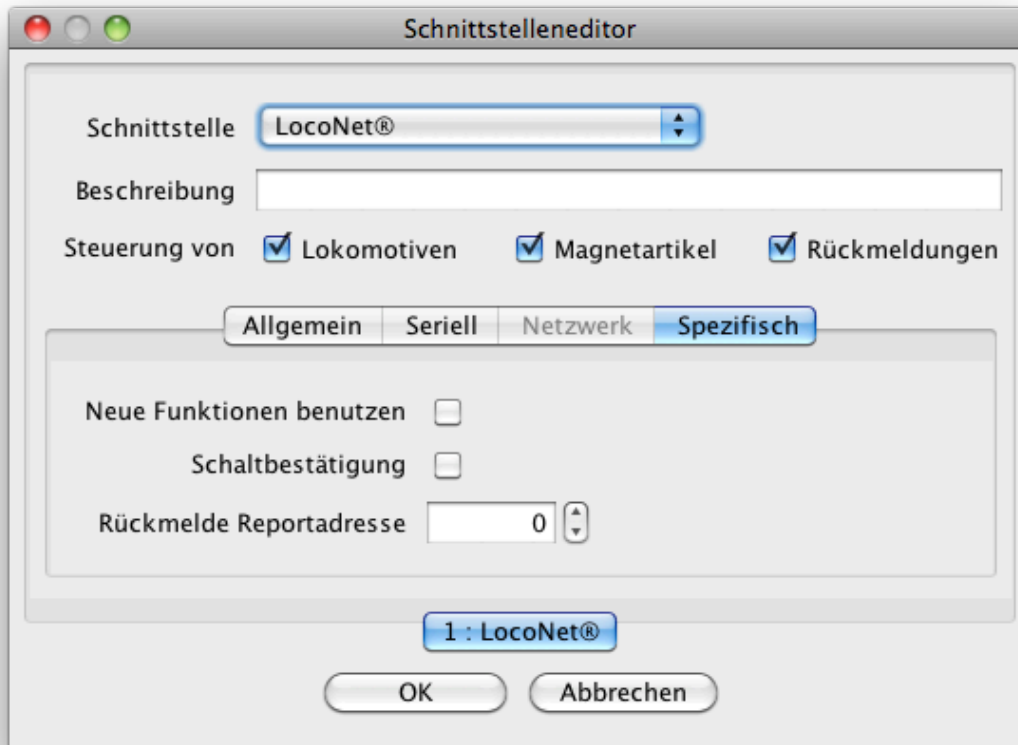 Schnittstelleneditor
Schnittstelle LocoNet®
Beschreibung
Steuerung von Lokomotiven Magnetartikel Rückmeldungen
Allgemein Seriell Netzwerk Spezifisch
Neue Funktionen benutzen
Schaltbestätigung
Rückmelde Reportadresse 0
1 : LocoNet®
OK Abbrechen